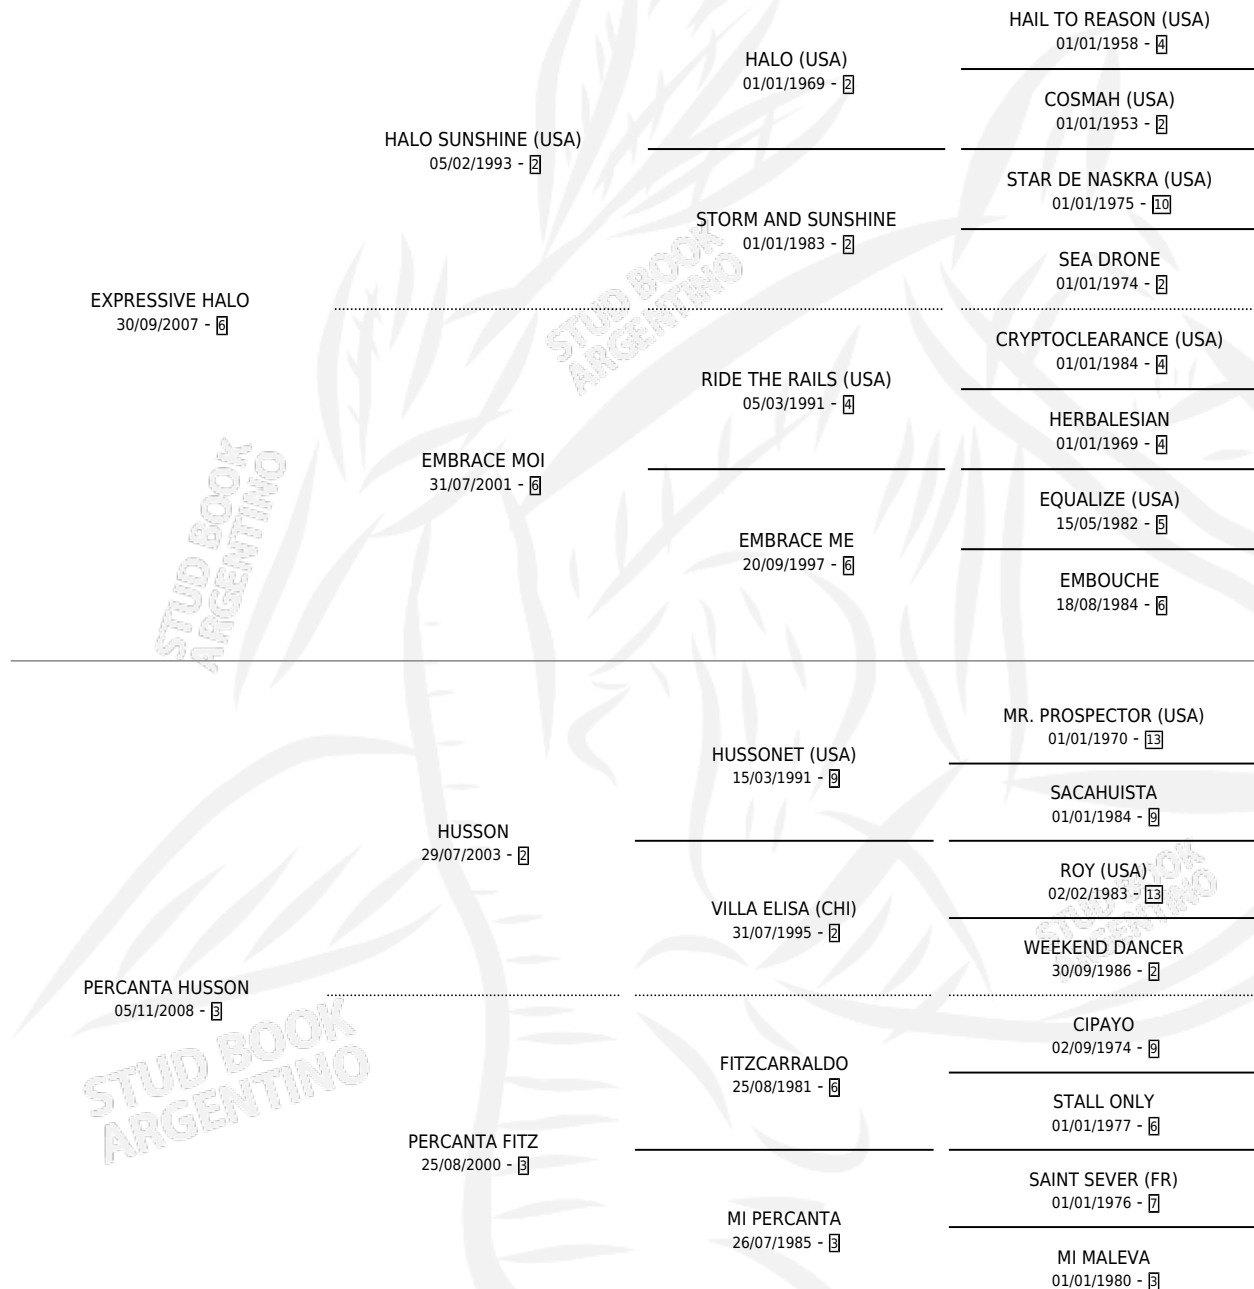 HAIL TO REASON (USA)
01/01/1958 - 4
HALO (USA)
01/01/1969 - 2
COSMAH (USA)
01/01/1953 - 2
HALO SUNSHINE (USA)
05/02/1993 - 2
STAR DE NASKRA (USA)
01/01/1975 - 10
STORM AND SUNSHINE
01/01/1983 - 2
SEA DRONE
01/01/1974 - 2
EXPRESSIVE HALO
30/09/2007 - 6
CRYPTOCLEARANCE (USA)
01/01/1984 - 4
RIDE THE RAILS (USA)
05/03/1991 - 4
HERBALESIAN
01/01/1969 - 4
EMBRACE MOI
31/07/2001 - 6
EQUALIZE (USA)
15/05/1982 - 5
EMBRACE ME
20/09/1997 - 6
EMBOUCHE
18/08/1984 - 6
STUD BOOK
ARGENTINO
STUD BOOK
ARGENTINO
MR. PROSPECTOR (USA)
01/01/1970 - 13
HUSSONET (USA)
15/03/1991 - 9
SACAHUISTA
01/01/1984 - 9
HUSSON
29/07/2003 - 2
ROY (USA)
02/02/1983 - 13
VILLA ELISA (CHI)
31/07/1995 - 2
WEEKEND DANCER
30/09/1986 - 2
STUD BOOK
ARGENTINO
PERCANTA HUSSON
05/11/2008 - 3
CIPAYO
02/09/1974 - 9
FITZCARRALDO
25/08/1981 - 6
STALL ONLY
01/01/1977 - 6
STUD BOOK
ARGENTINO
PERCANTA FITZ
25/08/2000 - 3
SAINT SEVER (FR)
01/01/1976 - 7
MI PERCANTA
26/07/1985 - 3
MI MALEVA
01/01/1980 - 3